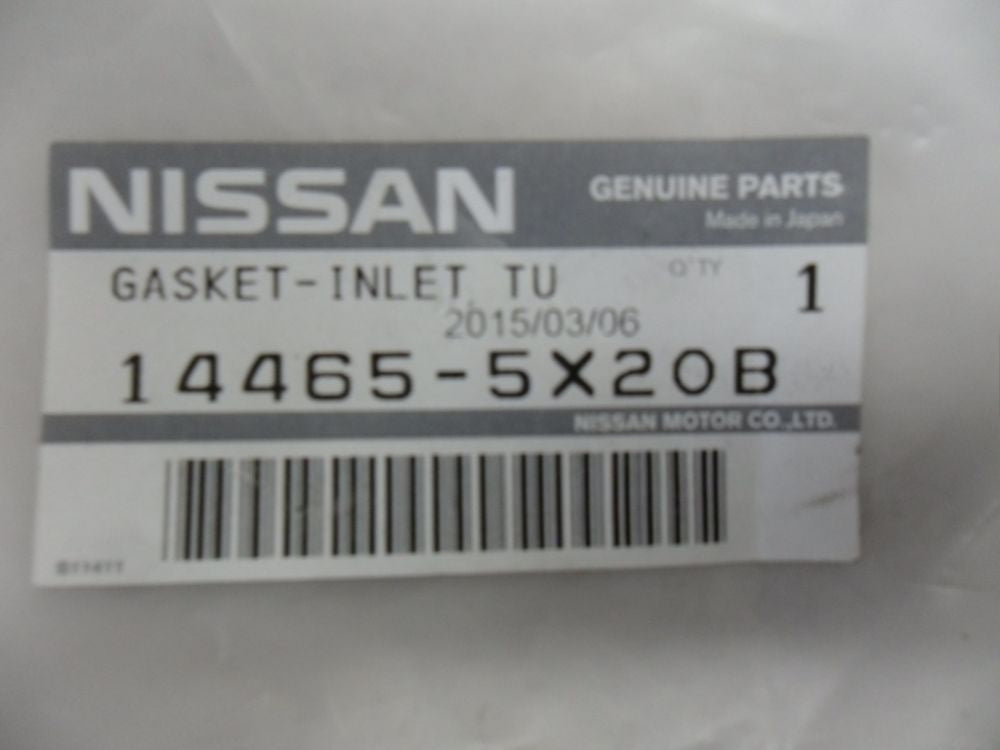 NISSAN
GENUINE PARTS
Made in Japan
GASKET-INLET TU
Q'TY
1
2015/03/06
14465-5X20B
NISSAN MOTOR CO.,LTD.